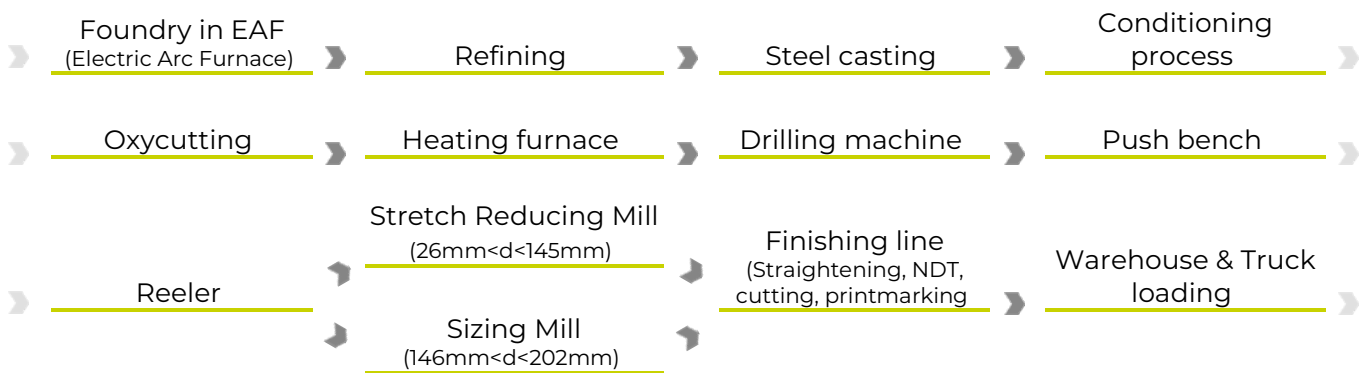 Foundry in EAF
(Electric Arc Furnace)
Refining
Steel casting
Conditioning
process
Oxycutting
Heating furnace
Drilling machine
Push bench
Reeler
Stretch Reducing Mill
(26mm<d<145mm)
Sizing Mill
(146mm<d<202mm)
Finishing line
(Straightening, NDT,
cutting, printmarking
Warehouse & Truck
loading